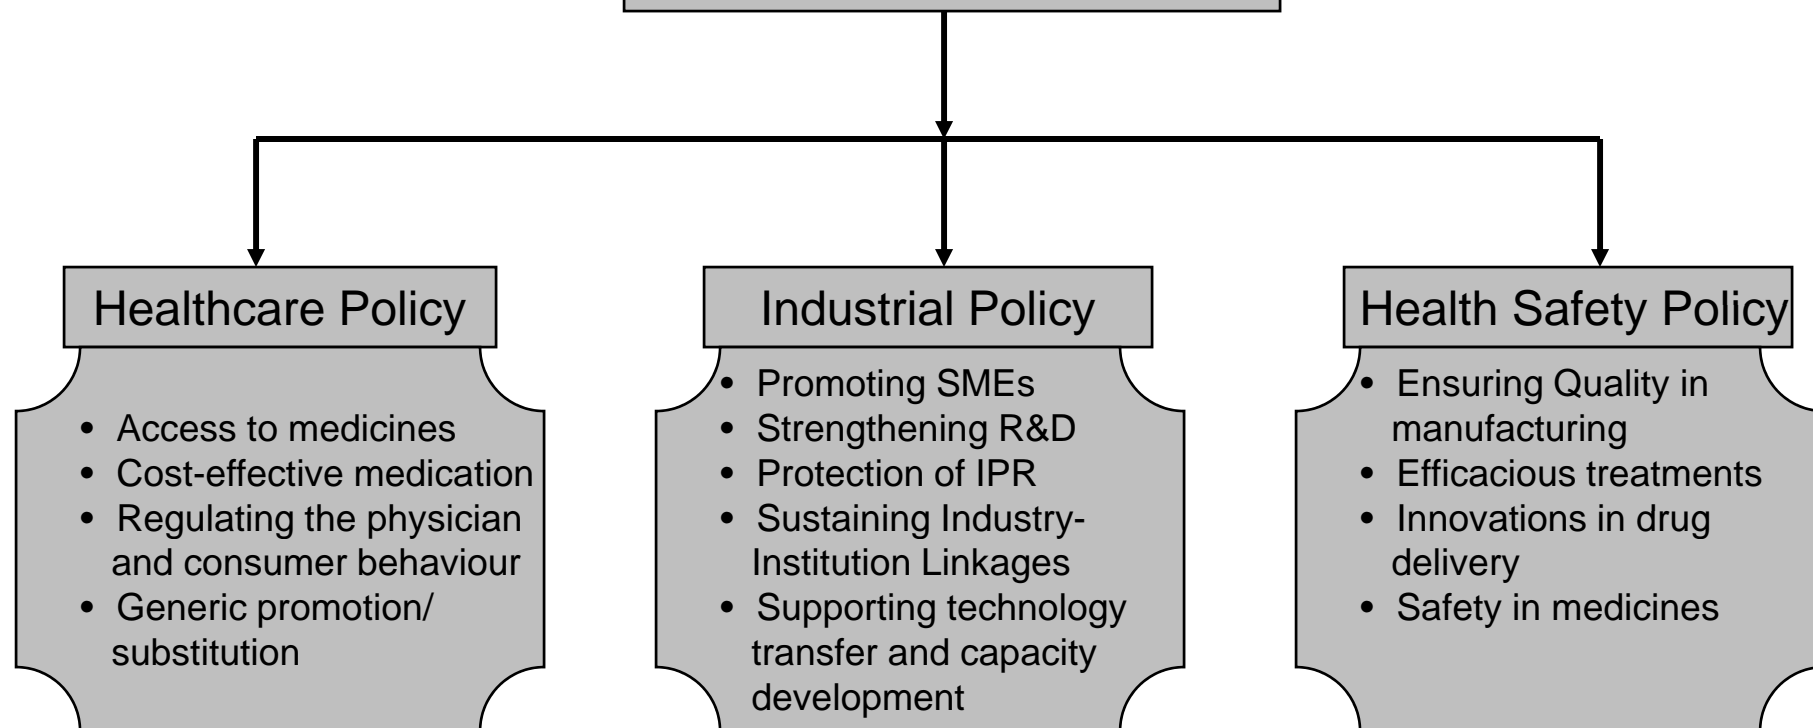 Healthcare Policy
• Access to medicines
• Cost-effective medication
• Regulating the physician
and consumer behaviour
• Generic promotion/
substitution
Industrial Policy
• Promoting SMEs
• Strengthening R&D
• Protection of IPR
• Sustaining Industry-
Institution Linkages
• Supporting technology
transfer and capacity
development
Health Safety Policy
• Ensuring Quality in
manufacturing
• Efficacious treatments
• Innovations in drug
delivery
• Safety in medicines